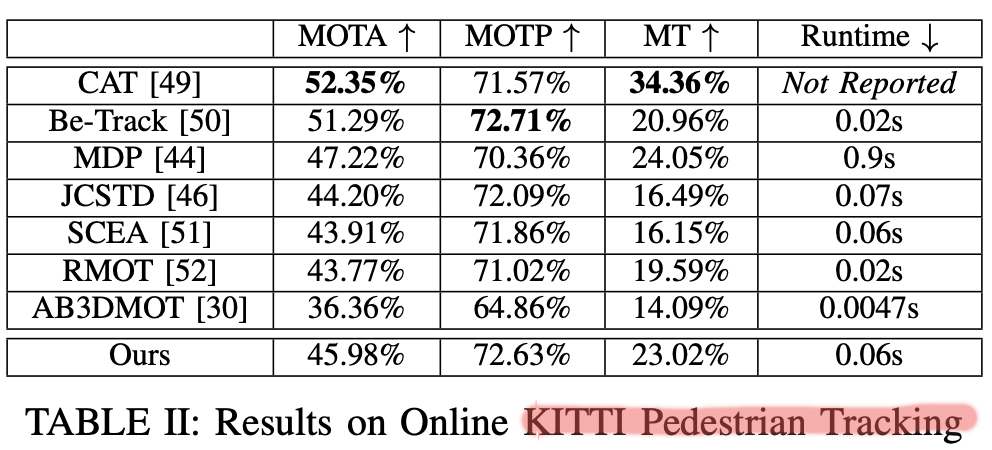 MOTA ↑ MOTP ↑ MT ↑ Runtime ↓
CAT [49] 52.35% 71.57% 34.36% Not Reported
Be-Track [50] 51.29% 72.71% 20.96% 0.02s
MDP [44] 47.22% 70.36% 24.05% 0.9s
JCSTD [46] 44.20% 72.09% 16.49% 0.07s
SCEA [51] 43.91% 71.86% 16.15% 0.06s
RMOT [52] 43.77% 71.02% 19.59% 0.02s
AB3DMOT [30] 36.36% 64.86% 14.09% 0.0047s
Ours 45.98% 72.63% 23.02% 0.06s
TABLE II: Results on Online KITTI Pedestrian Tracking